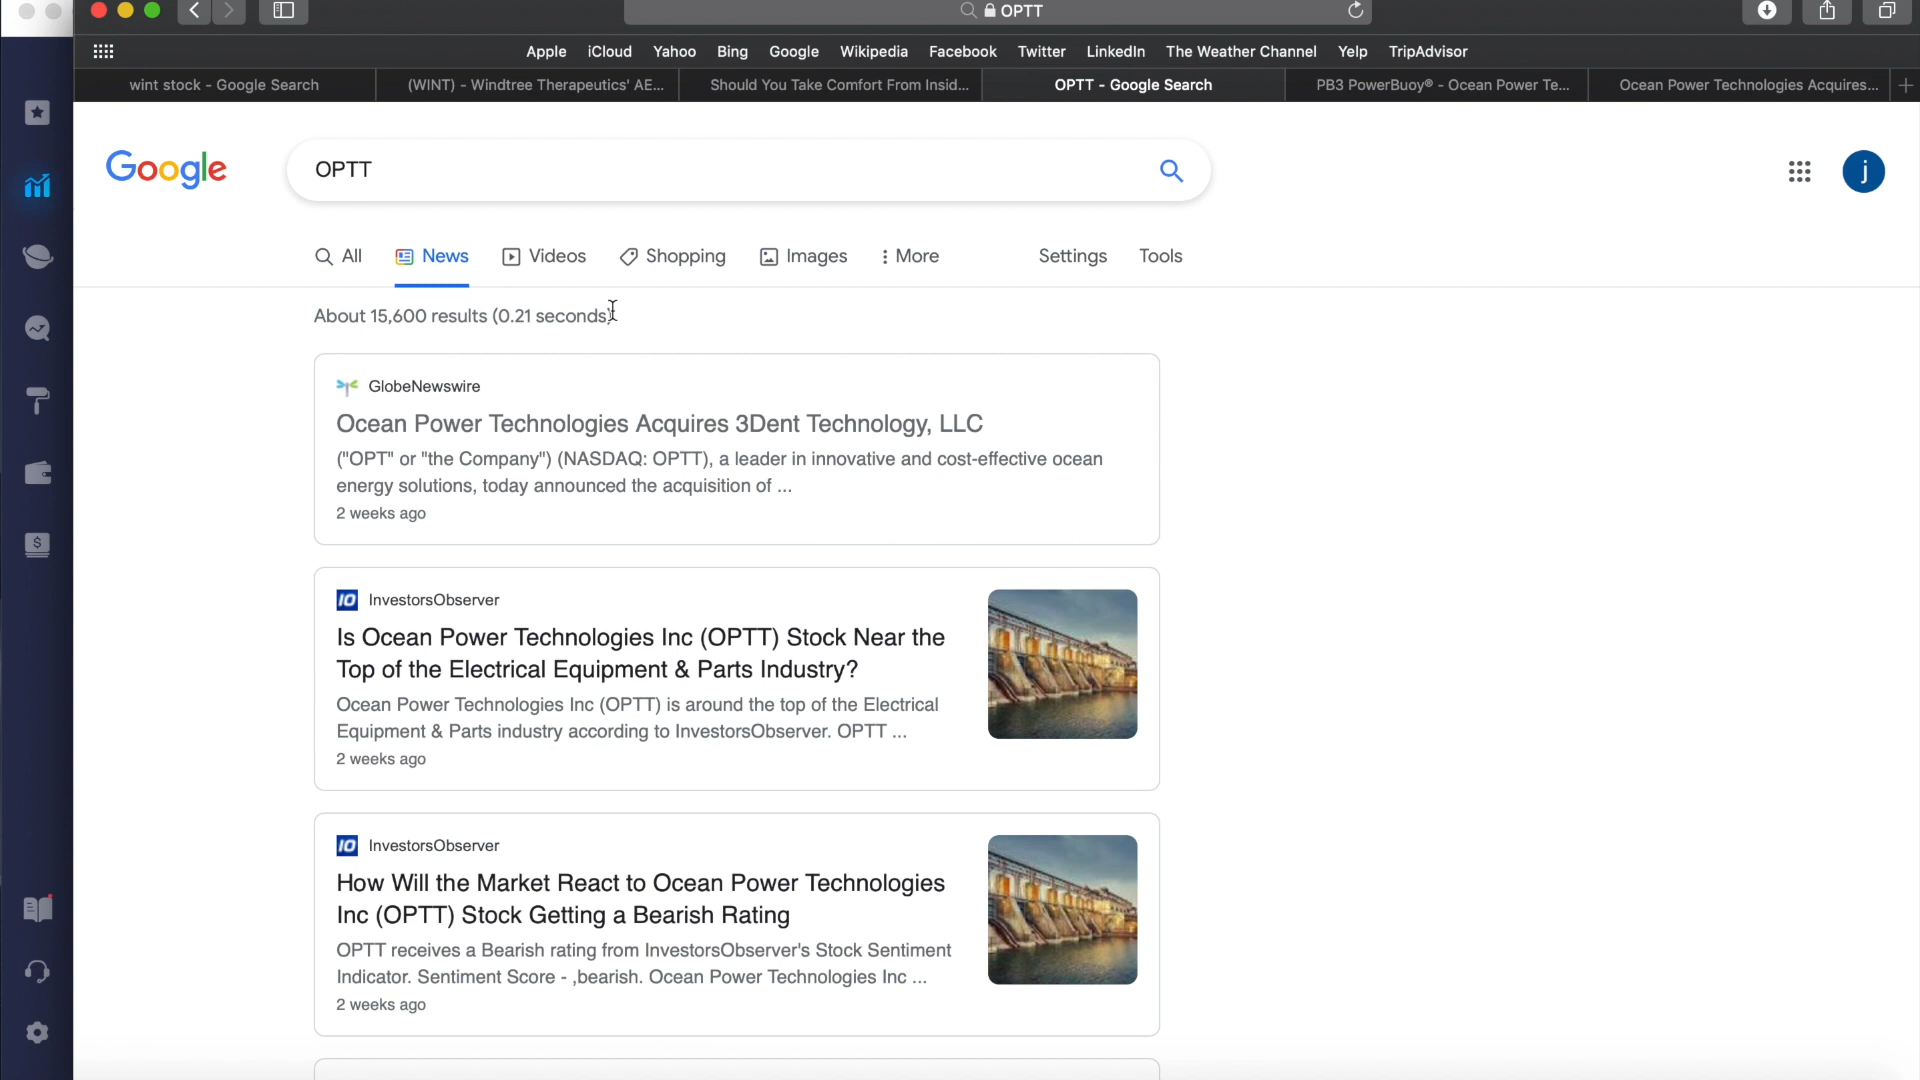 OPTT
Apple iCloud Yahoo Bing Google Wikipedia Facebook Twitter LinkedIn The Weather Channel Yelp TripAdvisor
wint stock - Google Search
(WINT) - Windtree Therapeutics' AE...
Should You Take Comfort From Insid...
OPTT - Google Search
PB3 PowerBuoy® - Ocean Power Te...
Ocean Power Technologies Acquires...
Google
OPTT
j
All News Videos Shopping Images More Settings Tools
About 15,600 results (0.21 seconds)
GlobeNewswire
Ocean Power Technologies Acquires 3Dent Technology, LLC
("OPT" or "the Company") (NASDAQ: OPTT), a leader in innovative and cost-effective ocean
energy solutions, today announced the acquisition of ...
2 weeks ago
IO InvestorsObserver
Is Ocean Power Technologies Inc (OPTT) Stock Near the
Top of the Electrical Equipment & Parts Industry?
Ocean Power Technologies Inc (OPTT) is around the top of the Electrical
Equipment & Parts industry according to InvestorsObserver. OPTT ...
2 weeks ago
IO InvestorsObserver
How Will the Market React to Ocean Power Technologies
Inc (OPTT) Stock Getting a Bearish Rating
OPTT receives a Bearish rating from InvestorsObserver's Stock Sentiment
Indicator. Sentiment Score - ,bearish. Ocean Power Technologies Inc ...
2 weeks ago